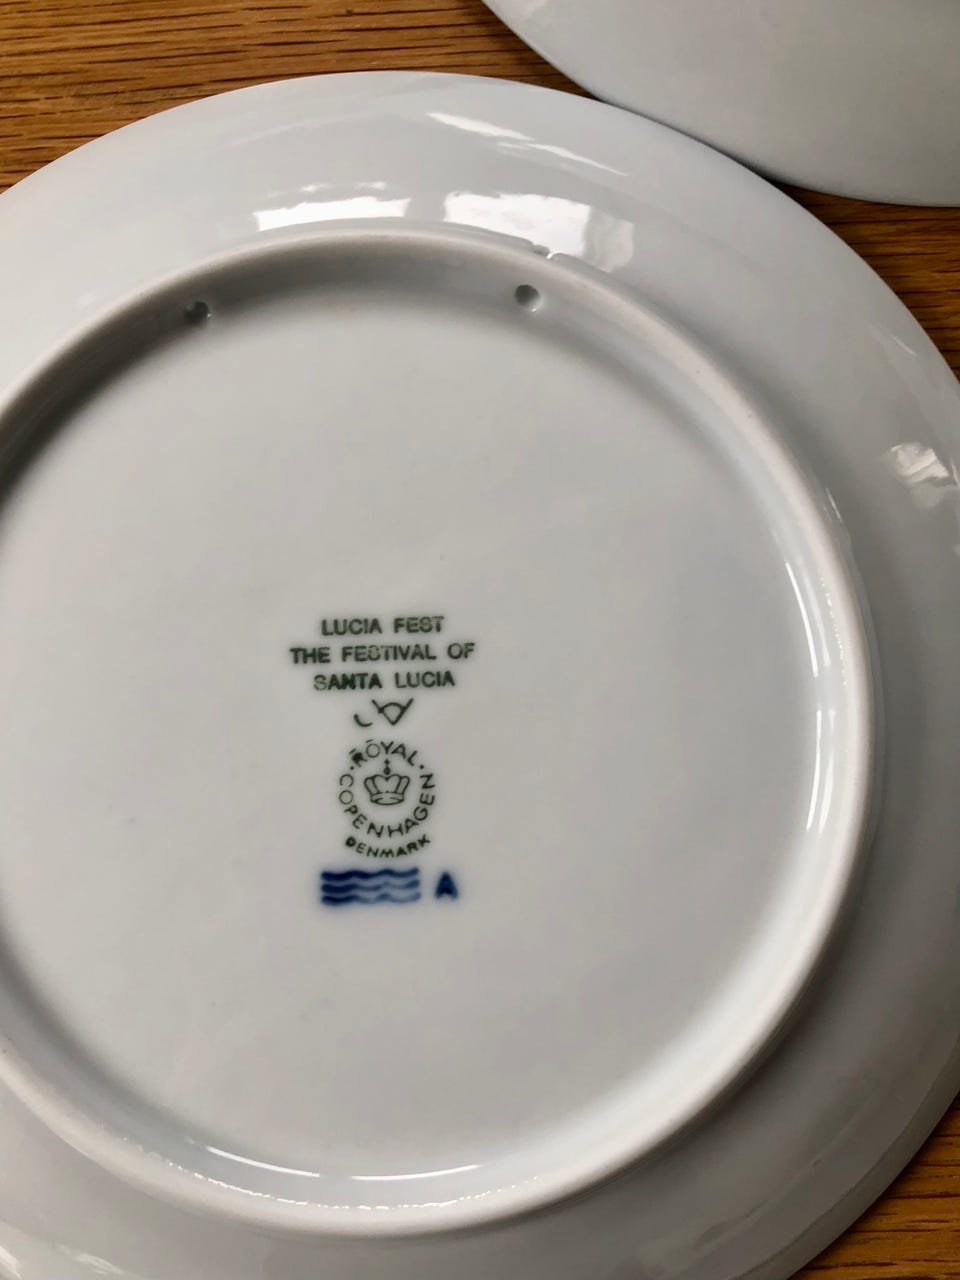 LUCIA FEST
THE FESTIVAL OF
SANTA LUCIA
ROYAL
COPENHAGEN
DENMARK
A